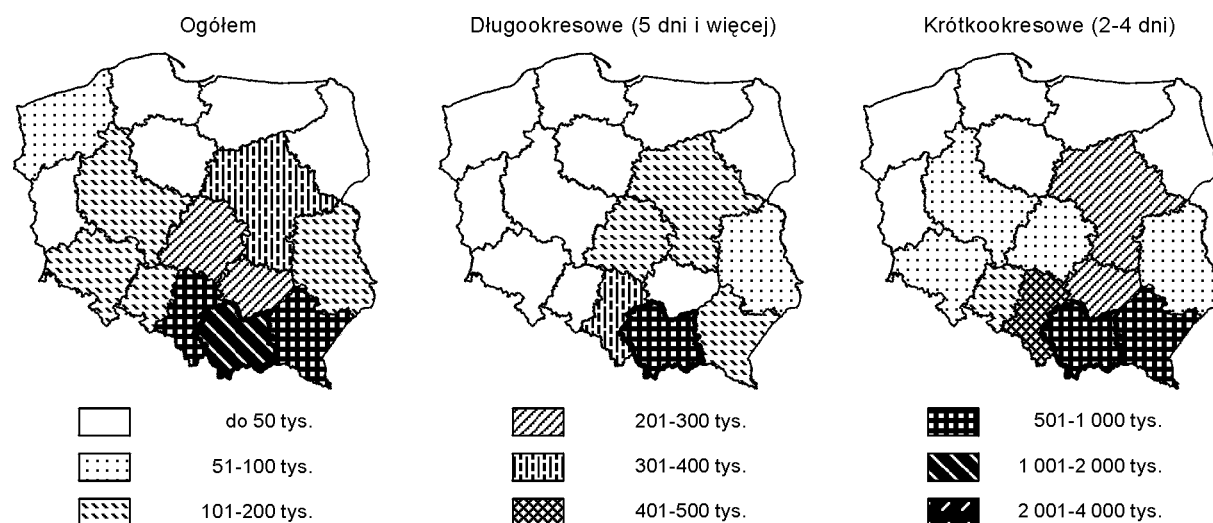 Ogółem
Długookresowe (5 dni i więcej)
Krótkookresowe (2-4 dni)
do 50 tys.
201-300 tys.
501-1 000 tys.
51-100 tys.
301-400 tys.
1 001-2 000 tys.
101-200 tys.
401-500 tys.
2 001-4 000 tys.